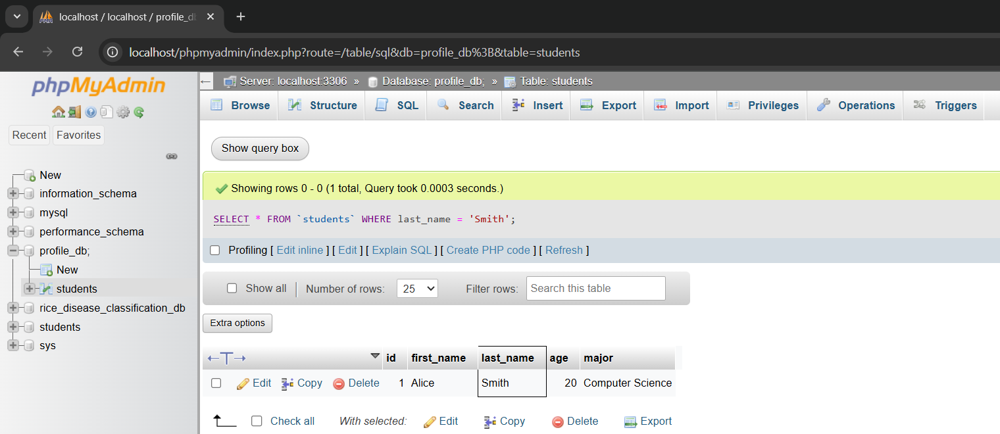 localhost / localhost / profile_db
localhost/phpmyadmin/index.php?route=/table/sql&db=profile_db%3B&table=students
phpMyAdmin
Recent Favorites
New
information_schema
mysql
performance_schema
profile_db;
New
students
rice_disease_classification_db
students
sys
Server: localhost:3306 » Database: profile_db; » Table: students
Browse Structure SQL Search Insert Export Import Privileges Operations Triggers
Show query box
Showing rows 0 - 0 (1 total, Query took 0.0003 seconds.)
SELECT * FROM `students` WHERE last_name = 'Smith';
Profiling [ Edit inline ] [ Edit ] [ Explain SQL ] [ Create PHP code ] [ Refresh ]
Show all Number of rows: 25 Filter rows: Search this table
Extra options
←T→ id first_name last_name age major
Edit Copy Delete 1 Alice Smith 20 Computer Science
Check all With selected: Edit Copy Delete Export